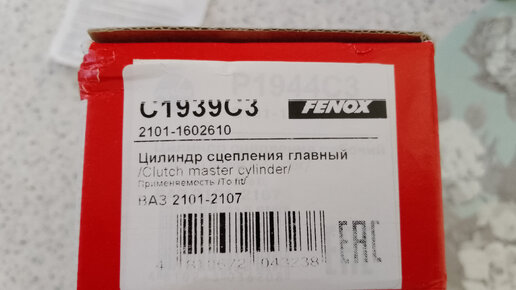 C1939C3
FENOX
2101-1602610
Цилиндр сцепления главный
/Clutch master cylinder/
Применяемость /To fit/
ВАЗ 2101-2107
EAC